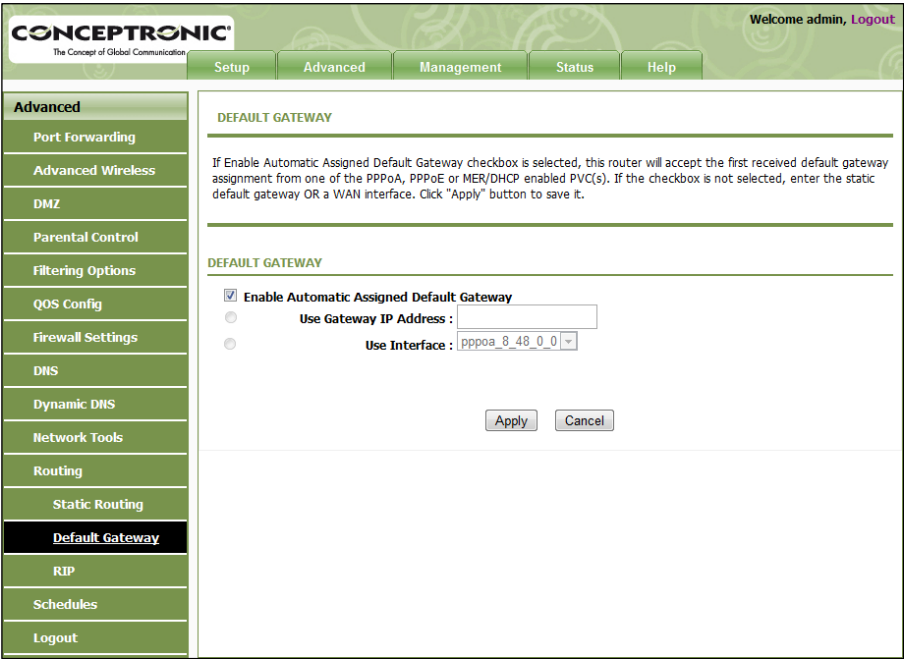 CONCEPTRONIC®
The Concept of Global Communication
Welcome admin, Logout
Setup
Advanced
Management
Status
Help
Advanced
Port Forwarding
Advanced Wireless
DMZ
Parental Control
Filtering Options
QOS Config
Firewall Settings
DNS
Dynamic DNS
Network Tools
Routing
Static Routing
Default Gateway
RIP
Schedules
Logout
DEFAULT GATEWAY
If Enable Automatic Assigned Default Gateway checkbox is selected, this router will accept the first received default gateway
assignment from one of the PPPoA, PPPoE or MER/DHCP enabled PVC(s). If the checkbox is not selected, enter the static
default gateway OR a WAN interface. Click "Apply" button to save it.
DEFAULT GATEWAY
Enable Automatic Assigned Default Gateway
Use Gateway IP Address :
Use Interface : pppoa_8_48_0_0
Apply Cancel